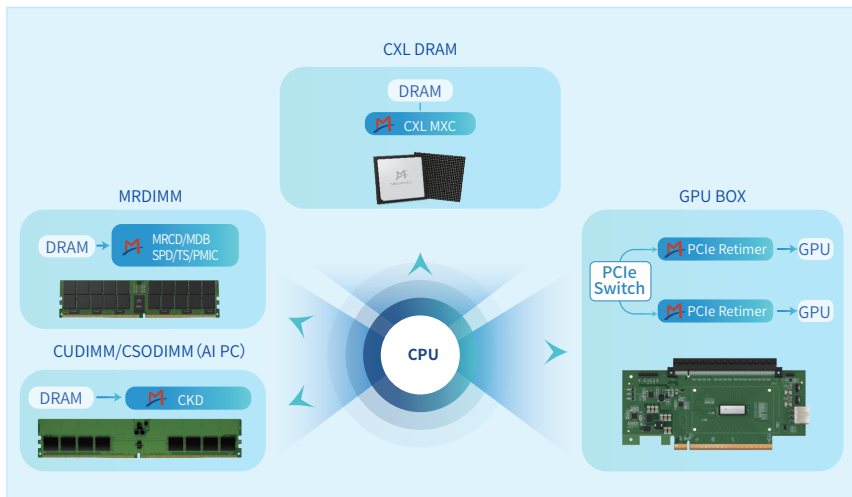 CXL DRAM
DRAM
CXL MXC
MRDIMM
DRAM
MRCD/MDB
SPD/TS/PMIC
CUDIMM/CSODIMM (AI PC)
DRAM
CKD
CPU
GPU BOX
PCIe
Switch
PCIe Retimer
GPU
PCIe Retimer
GPU